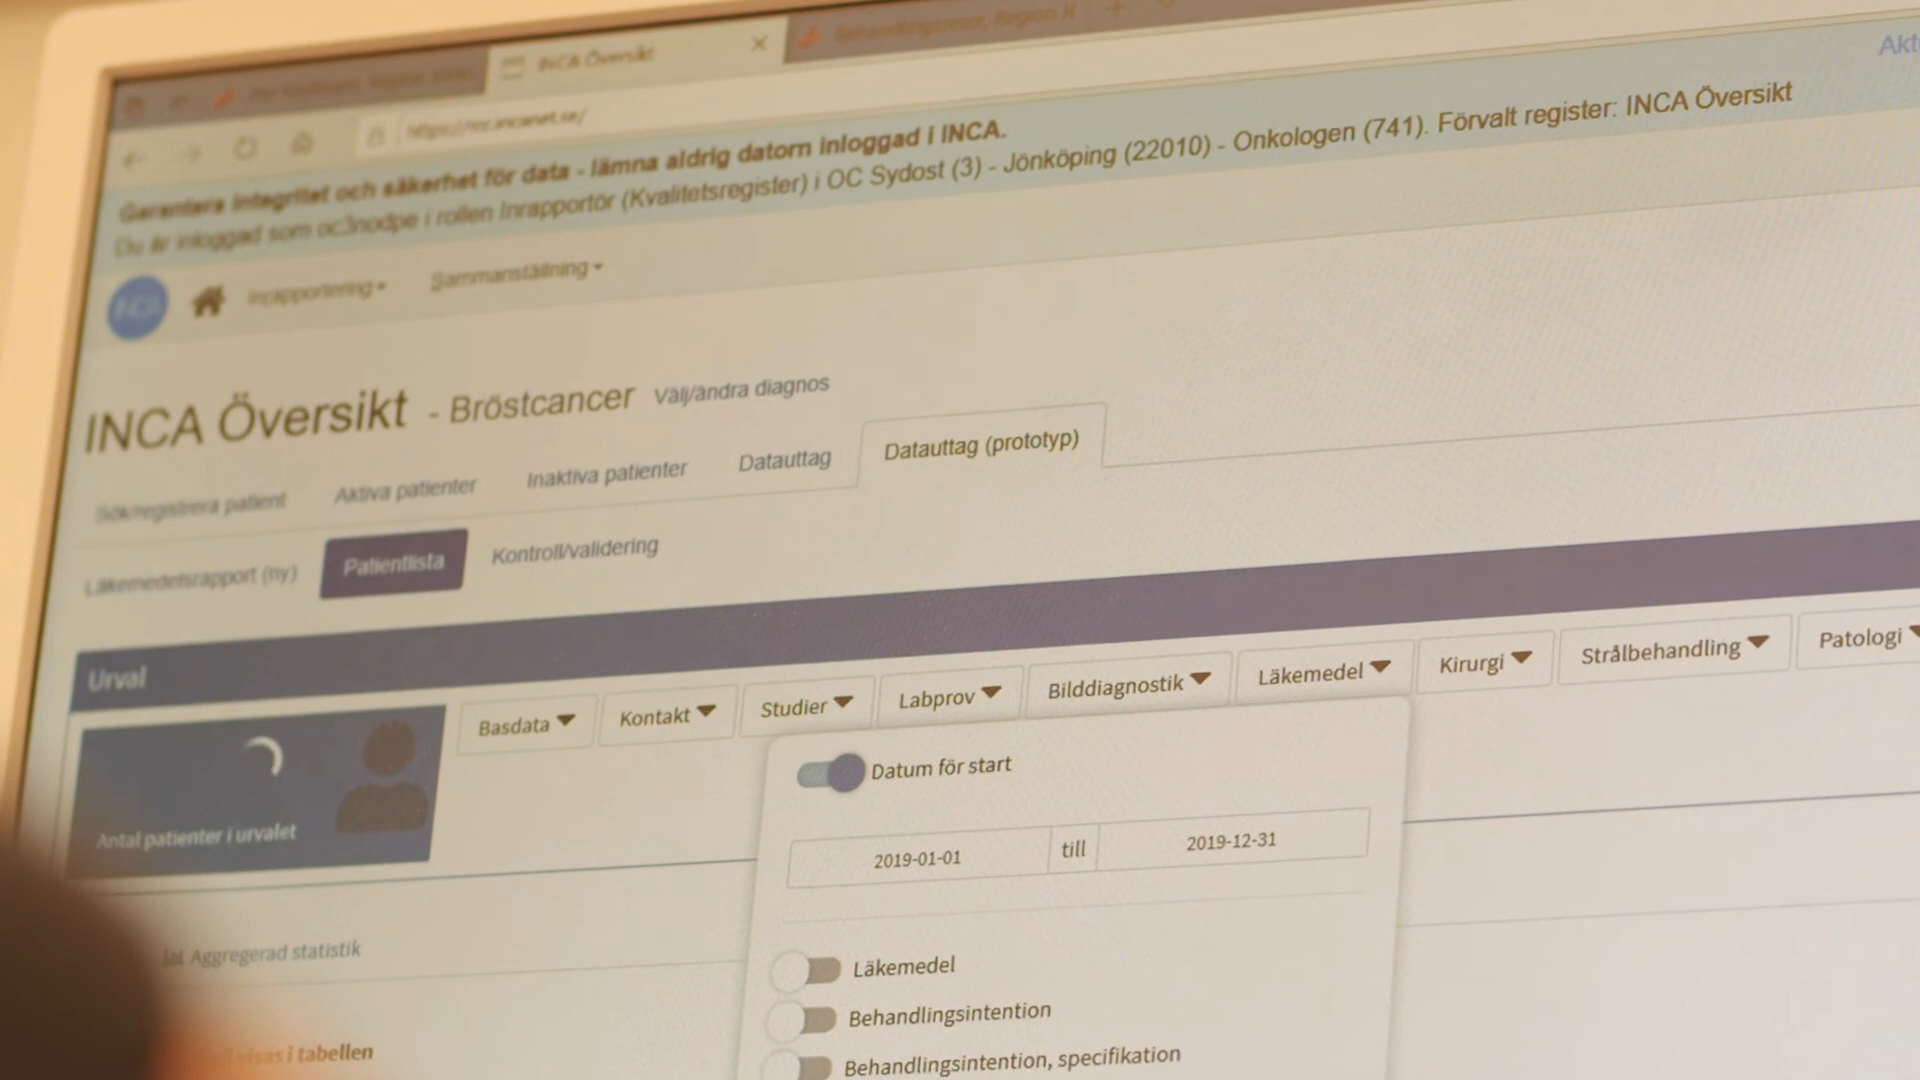 INCA Översikt
Behandlingsresor, Region
Akt
Garantera integritet och säkerhet för data - lämna aldrig datorn inloggad i INCA.
Du är inloggad som oc3nodpe i rollen Inrapportör (Kvalitetsregister) i OC Sydost (3) - Jönköping (22010) - Onkologen (741). Förvalt register: INCA Översikt
INCA Inrapportering Sammanställning
INCA Översikt - Bröstcancer Välj/ändra diagnos
Sök/registrera patient Aktiva patienter Inaktiva patienter Datauttag Datauttag (prototyp)
Läkemedelsrapport (ny) Patientlista Kontroll/validering
Urval
Basdata Kontakt Studier Labprov Bilddiagnostik Läkemedel Kirurgi Strålbehandling Patologi
Antal patienter i urvalet
Datum för start
2019-01-01 till 2019-12-31
Aggregerad statistik
Läkemedel
Behandlingsintention
visas i tabellen
Behandlingsintention, specifikation